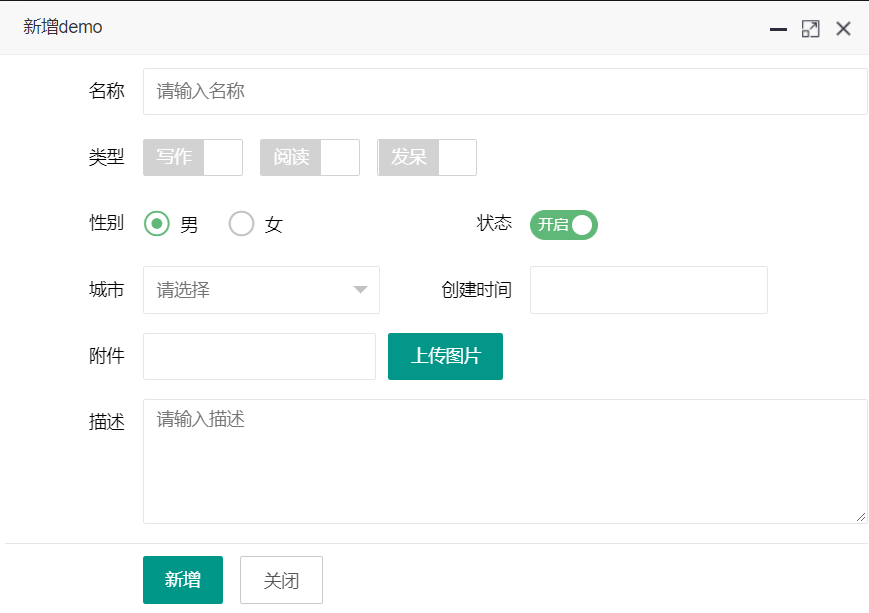 新增demo
名称 请输入名称
类型 写作 阅读 发呆
性别 男 女 状态 开启
城市 请选择 创建时间
附件 上传图片
描述 请输入描述
新增 关闭